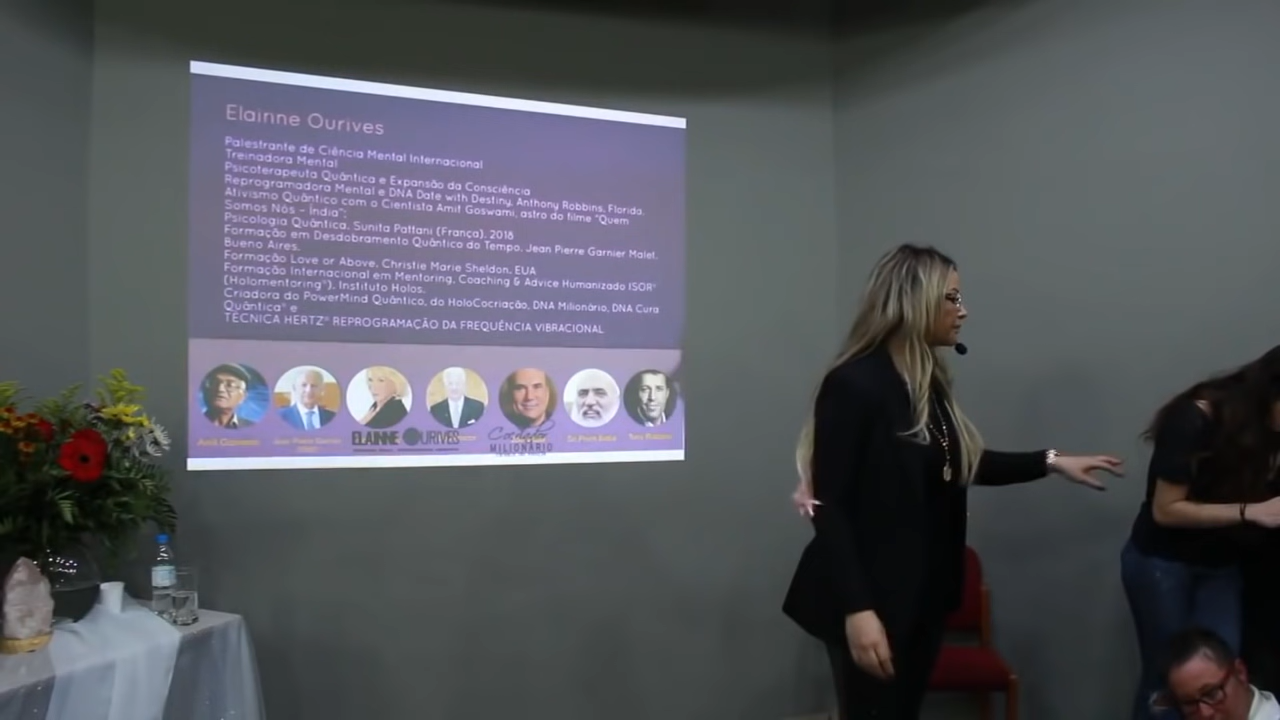 Elainne Ourives
Palestrante de Ciência Mental Internacional
Treinadora Mental
Psicoterapeuta Quântica e Expansão da Consciência
Reprogramadora Mental e DNA Date with Destiny, Anthony Robbins, Florida.
Ativismo Quântico com o Cientista Amit Goswami, astro do filme "Quem
Somos Nós - Índia";
Psicologia Quântica, Sunita Pattani (França), 2018
Formação em Desdobramento Quântico do Tempo, Jean Pierre Garnier Malet,
Bueno Aires.
Formação Love or Above, Christie Marie Sheldon, EUA
Formação Internacional em Mentoring, Coaching & Advice Humanizado ISOR®
(Holomentoring®), Instituto Holos.
Criadora do PowerMind Quântico, do HoloCocriação, DNA Milionário, DNA Cura
Quântica® e
TÉCNICA HERTZ® REPROGRAMAÇÃO DA FREQUÊNCIA VIBRACIONAL
Amit Goswami
Jean Pierre Garnier
ELAINNE OURIVES
MILIONÁRIO
Tony Robbins